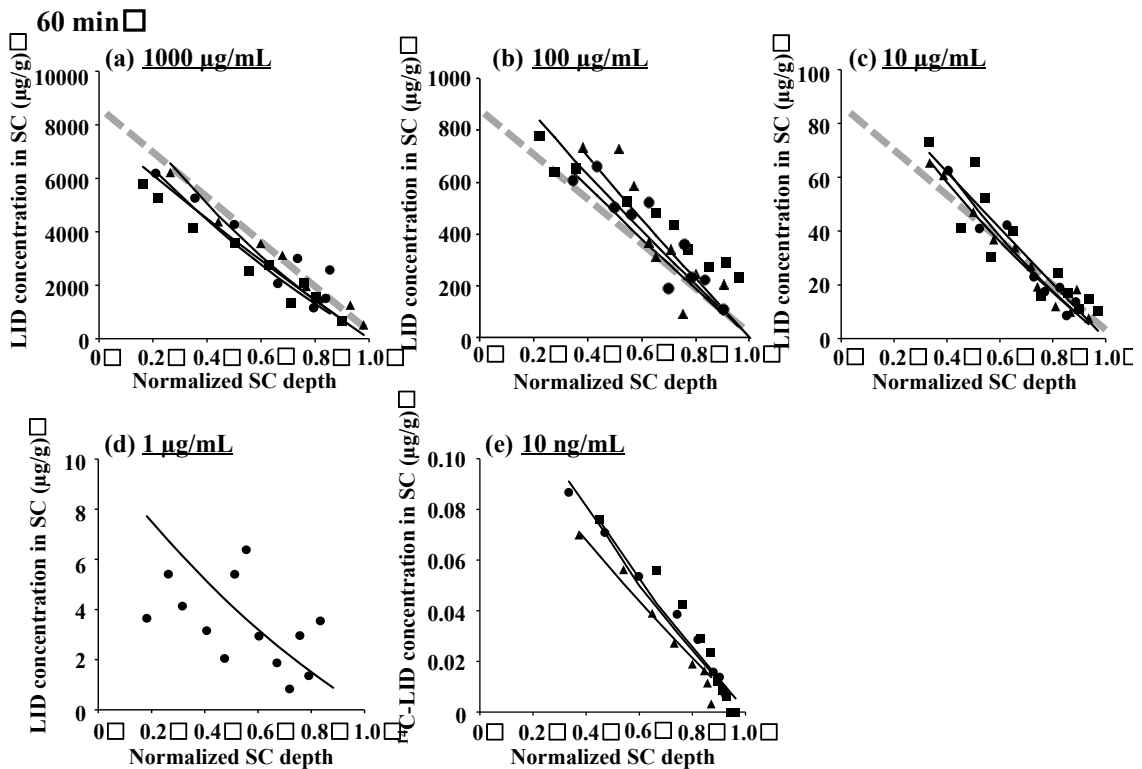 60 min□
(a) 1000 µg/mL
LID concentration in SC (µg/g)□
10000
8000
6000
4000
2000
0
0□ 0.2□ 0.4□ 0.6□ 0.8□ 1.0□
Normalized SC depth
(b) 100 µg/mL
LID concentration in SC (µg/g)□
1000
800
600
400
200
0
0□ 0.2□ 0.4□ 0.6□ 0.8□ 1.0□
Normalized SC depth
(c) 10 µg/mL
LID concentration in SC (µg/g)□
100
80
60
40
20
0
0□ 0.2□ 0.4□ 0.6□ 0.8□ 1.0□
Normalized SC depth
(d) 1 µg/mL
LID concentration in SC (µg/g)□
10
8
6
4
2
0
0□ 0.2□ 0.4□ 0.6□ 0.8□ 1.0□
Normalized SC depth
(e) 10 ng/mL
¹⁴C-LID concentration in SC (µg/g)□
0.10
0.08
0.06
0.04
0.02
0
0□ 0.2□ 0.4□ 0.6□ 0.8□ 1.0□
Normalized SC depth